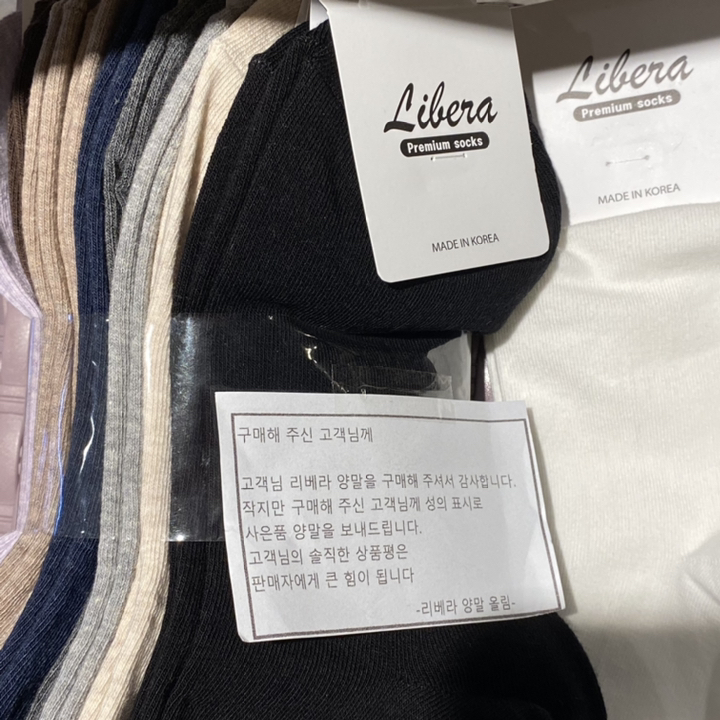 Libera
Premium socks
MADE IN KOREA
Libera
Premium socks
MADE IN KOREA
구매해 주신 고객님께
고객님 리베라 양말을 구매해 주셔서 감사합니다.
작지만 구매해 주신 고객님께 성의 표시로
사은품 양말을 보내드립니다.
고객님의 솔직한 상품평은
판매자에게 큰 힘이 됩니다
-리베라 양말 올림-